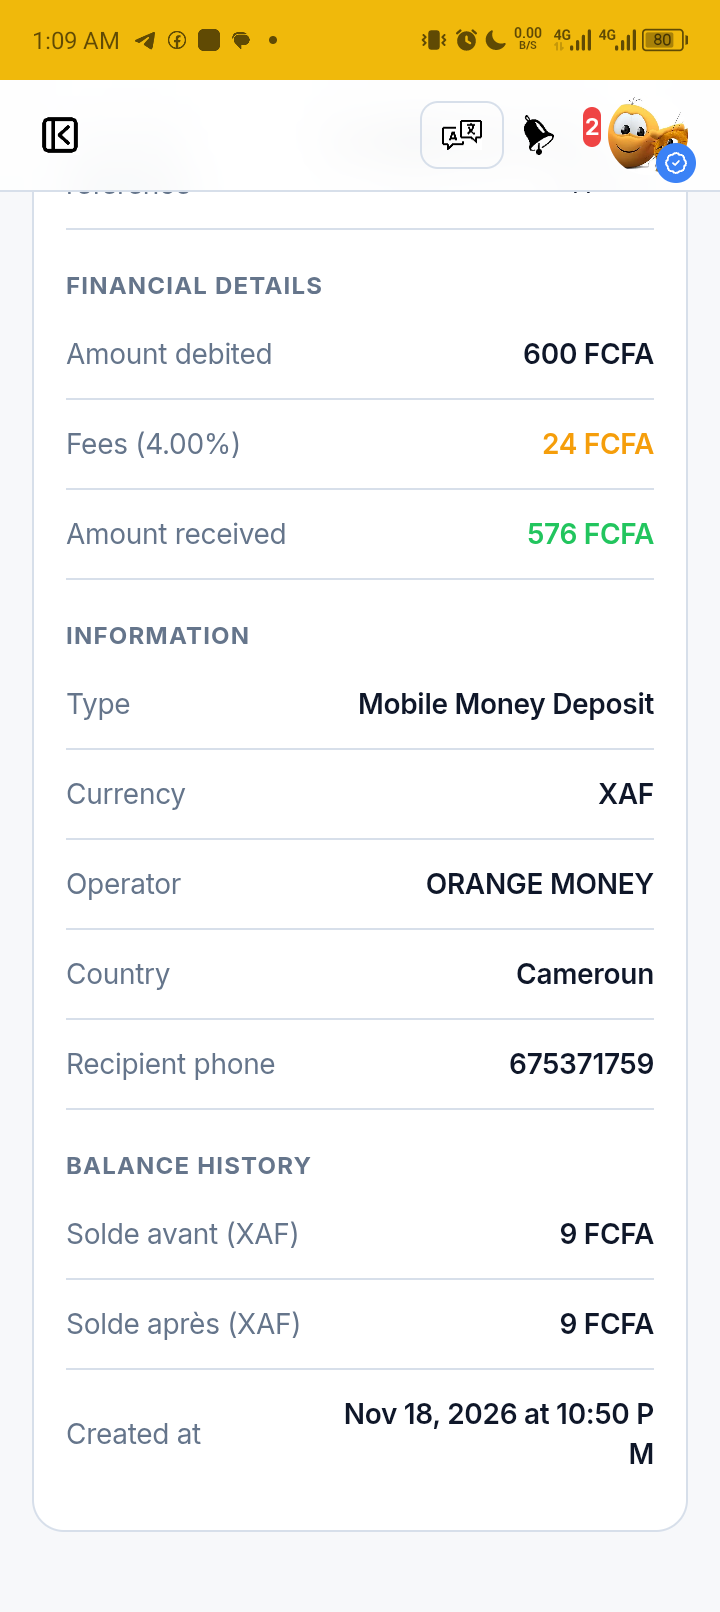 1:09 AM
0.00
B/S
4G
4G
80
A
文
2
FINANCIAL DETAILS
Amount debited 600 FCFA
Fees (4.00%) 24 FCFA
Amount received 576 FCFA
INFORMATION
Type Mobile Money Deposit
Currency XAF
Operator ORANGE MONEY
Country Cameroun
Recipient phone 675371759
BALANCE HISTORY
Solde avant (XAF) 9 FCFA
Solde après (XAF) 9 FCFA
Created at Nov 18, 2026 at 10:50 P
M